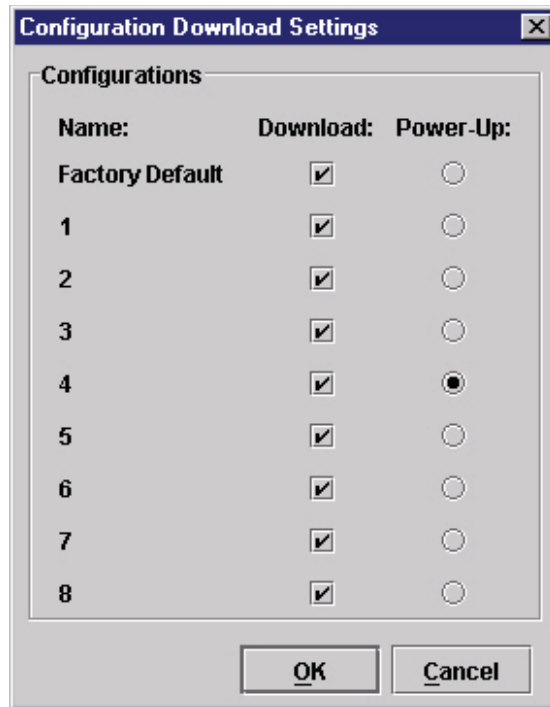 Configuration Download Settings
Configurations
Name: Download: Power-Up:
Factory Default
1
2
3
4
5
6
7
8
OK Cancel